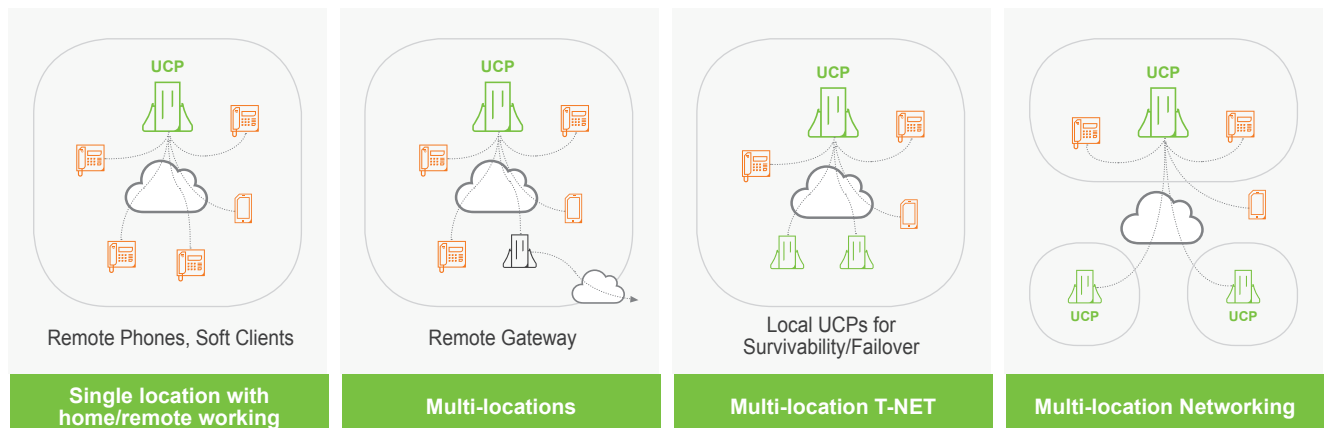 UCP
Remote Phones, Soft Clients
Single location with
home/remote working
UCP
Remote Gateway
Multi-locations
UCP
Local UCPs for
Survivability/Failover
Multi-location T-NET
UCP
UCP
UCP
Multi-location Networking